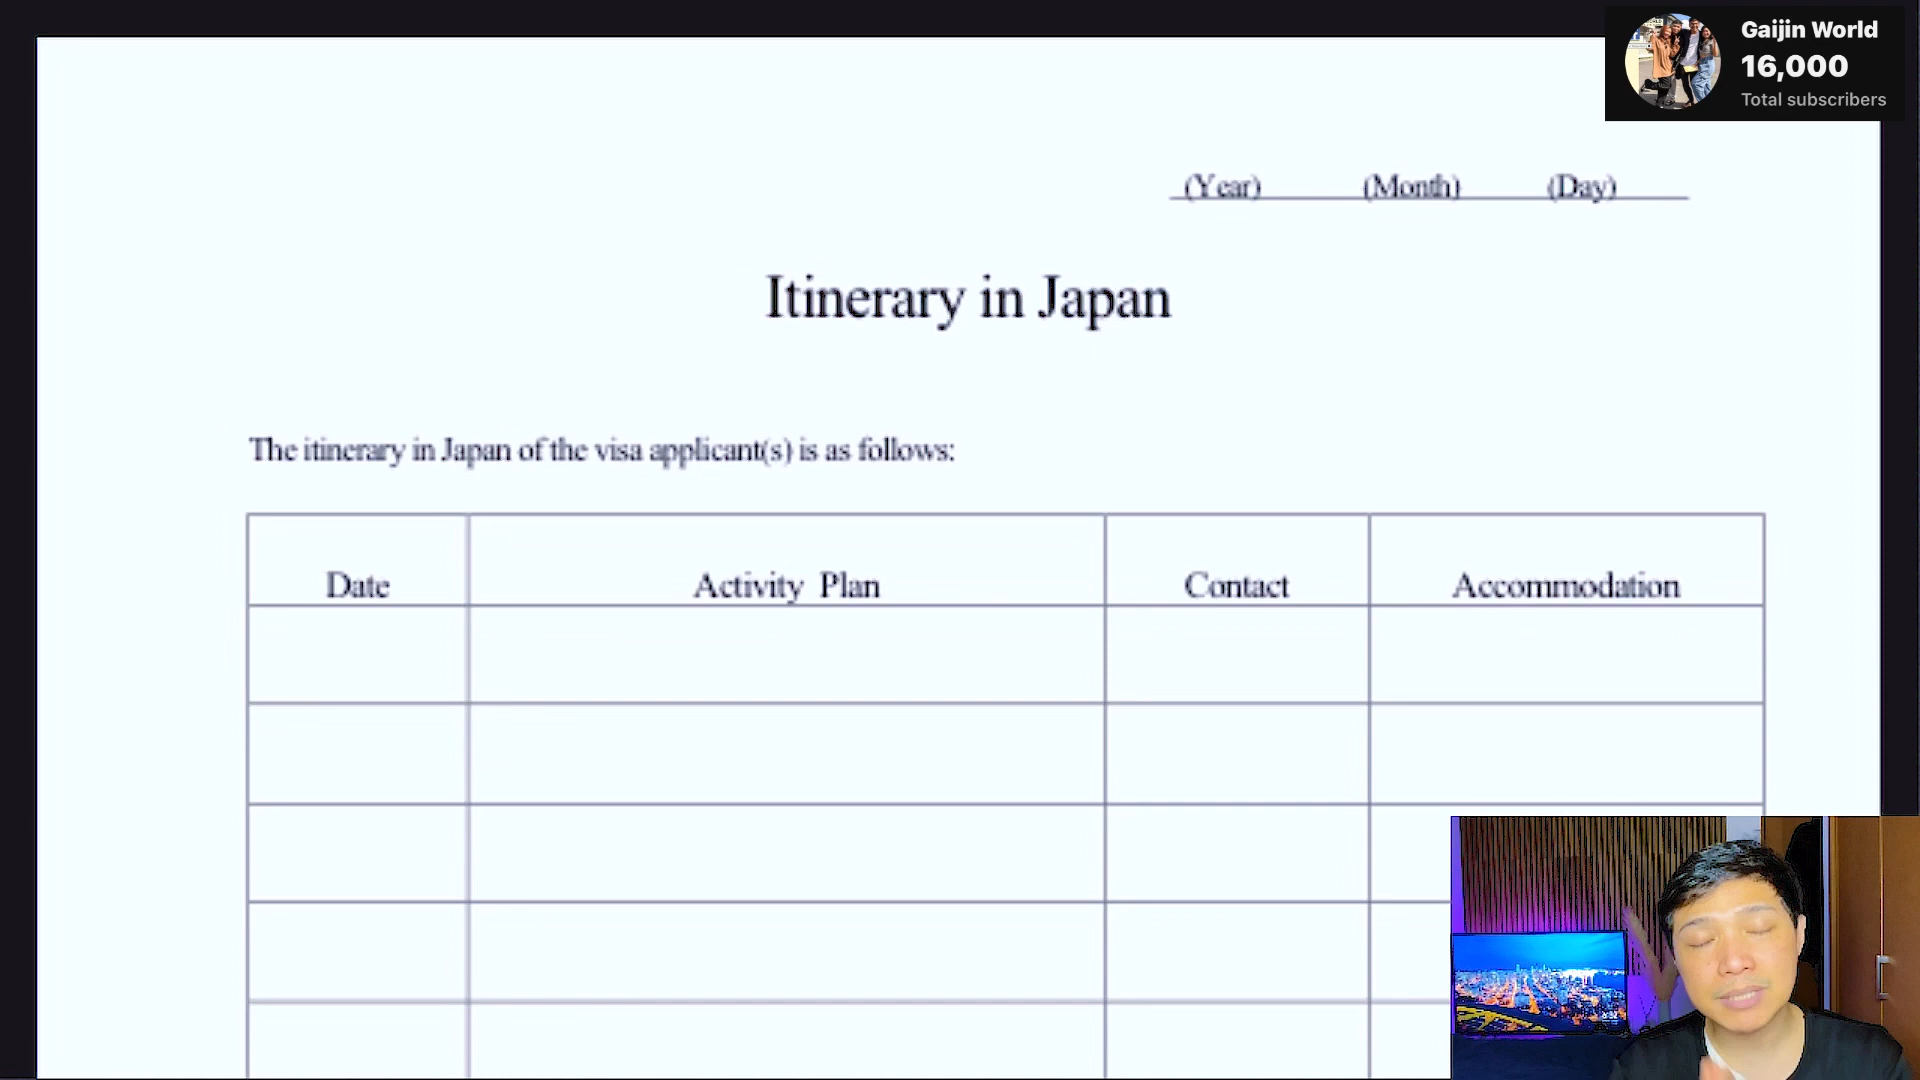 Gaijin World
16,000
Total subscribers
(Year) (Month) (Day)
Itinerary in Japan
The itinerary in Japan of the visa applicant(s) is as follows:
Date Activity Plan Contact Accommodation